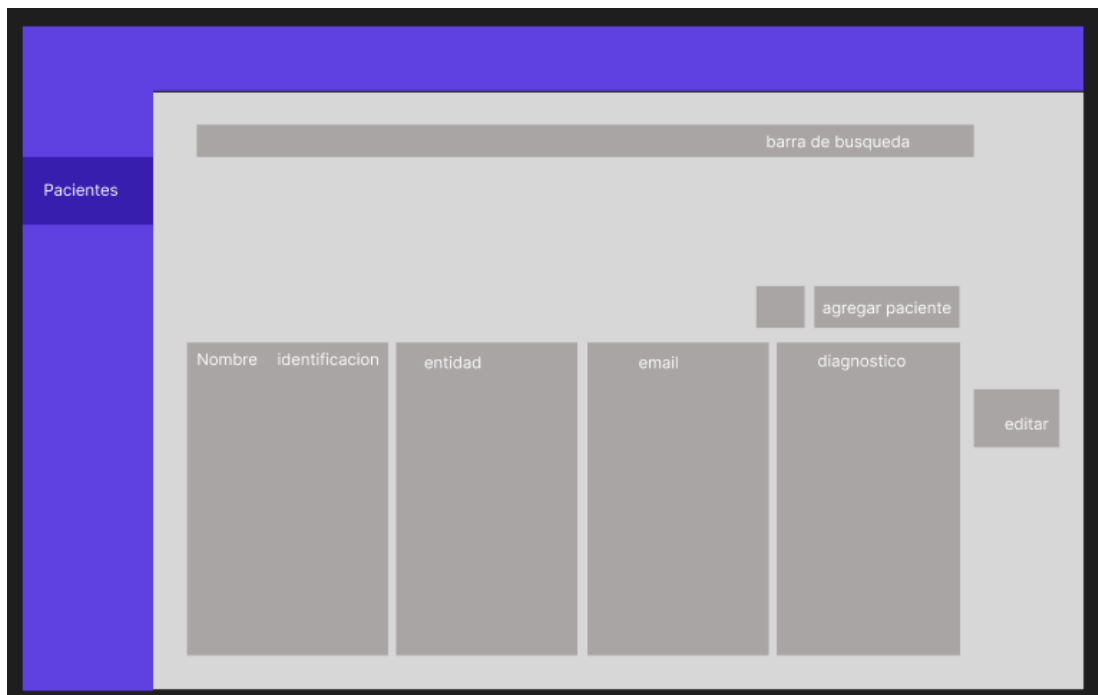 barra de busqueda
Pacientes
agregar paciente
Nombre identificacion
entidad
email
diagnostico
editar